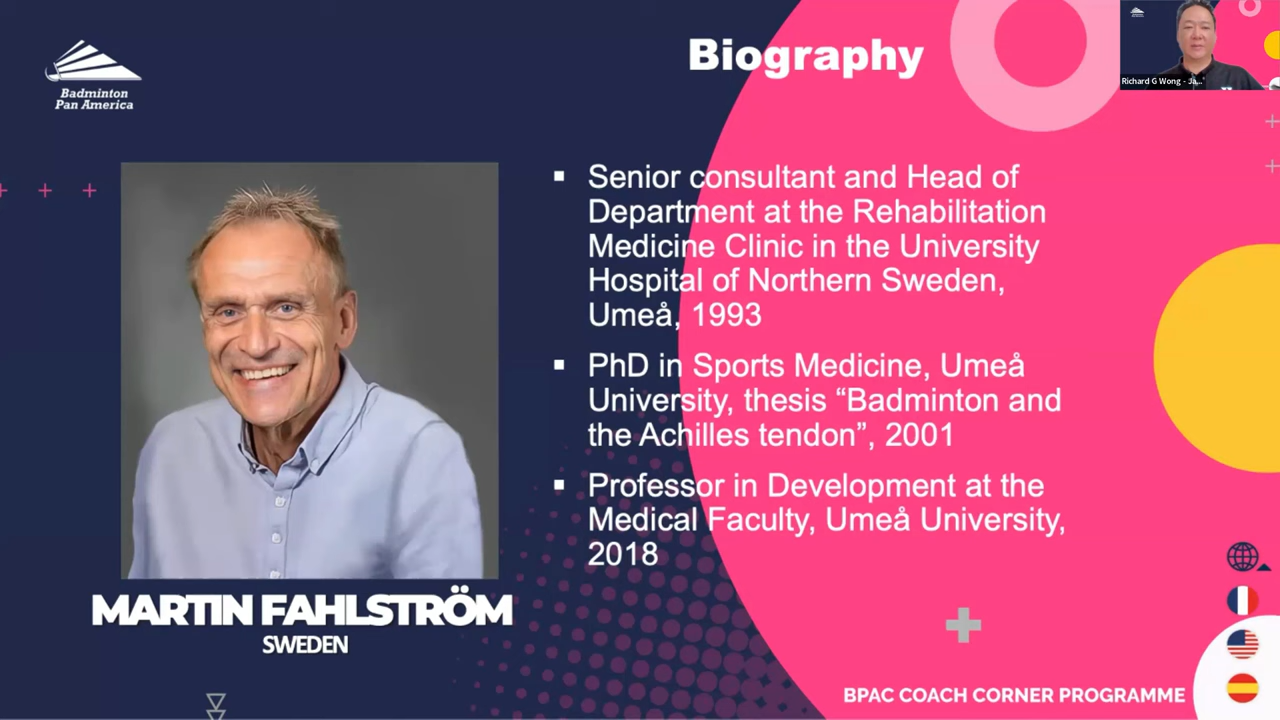 Badminton
Pan America
Biography
Richard G Wong - Ja...
Senior consultant and Head of
Department at the Rehabilitation
Medicine Clinic in the University
Hospital of Northern Sweden,
Umeå, 1993
PhD in Sports Medicine, Umeå
University, thesis “Badminton and
the Achilles tendon”, 2001
Professor in Development at the
Medical Faculty, Umeå University,
2018
MARTIN FAHLSTRÖM
SWEDEN
BPAC COACH CORNER PROGRAMME